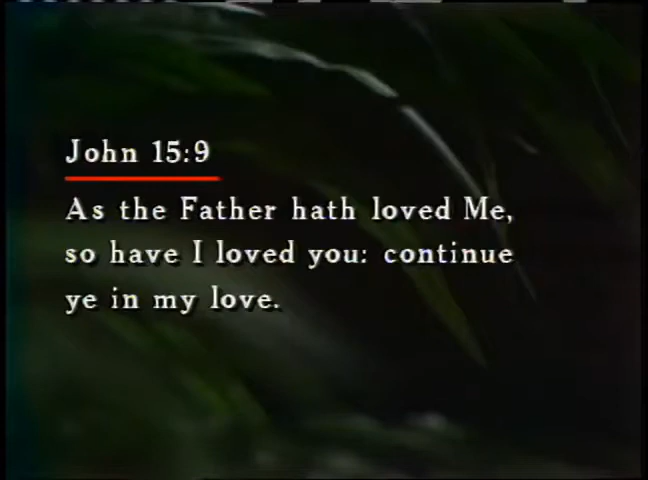 John 15:9
As the Father hath loved Me,
so have I loved you: continue
ye in my love.